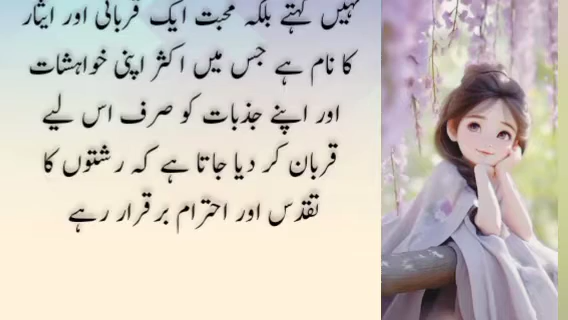 نہیں کہتے بلکہ محبت ایک قربانی اور ایثار
کا نام ہے جس میں اکثر اپنی خواہشات
اور اپنے جذبات کو صرف اس لیے
قربان کر دیا جاتا ہے کہ رشتوں کا
تقدّس اور احترام برقرار رہے